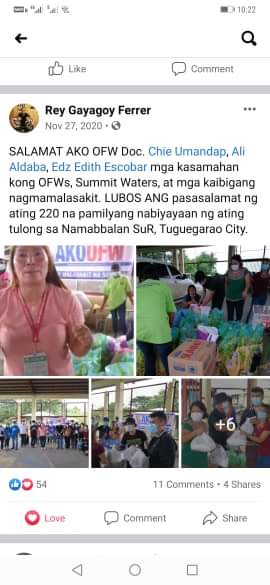 10:22
Like
Comment
Rey Gayagoy Ferrer
Nov 27, 2020
SALAMAT AKO OFW Doc. Chie Umandap, Ali
Aldaba, Edz Edith Escobar mga kasamahan
kong OFWs, Summit Waters, at mga kaibigang
nagmamalasakit. LUBOS ANG pasasalamat ng
ating 220 na pamilyang nabiyayaan ng ating
tulong sa Namabbalan SuR, Tuguegarao City.
AKOOFW
+6
54
11 Comments • 4 Shares
Love
Comment
Share